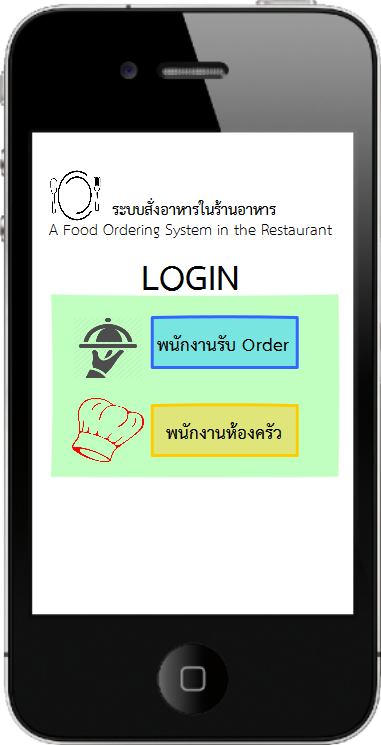 ระบบสั่งอาหารในร้านอาหาร
A Food Ordering System in the Restaurant
LOGIN
พนักงานรับ Order
พนักงานห้องครัว